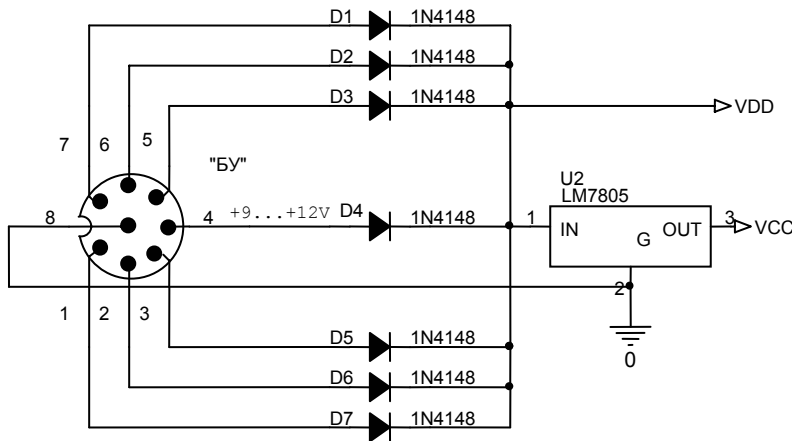 D1 1N4148
D2 1N4148
D3 1N4148
VDD
7 6 5
"БУ"
U2
LM7805
8 4 +9...+12V D4 1N4148 1 IN G OUT 3 VCC
2
1 2 3
D5 1N4148
0
D6 1N4148
D7 1N4148